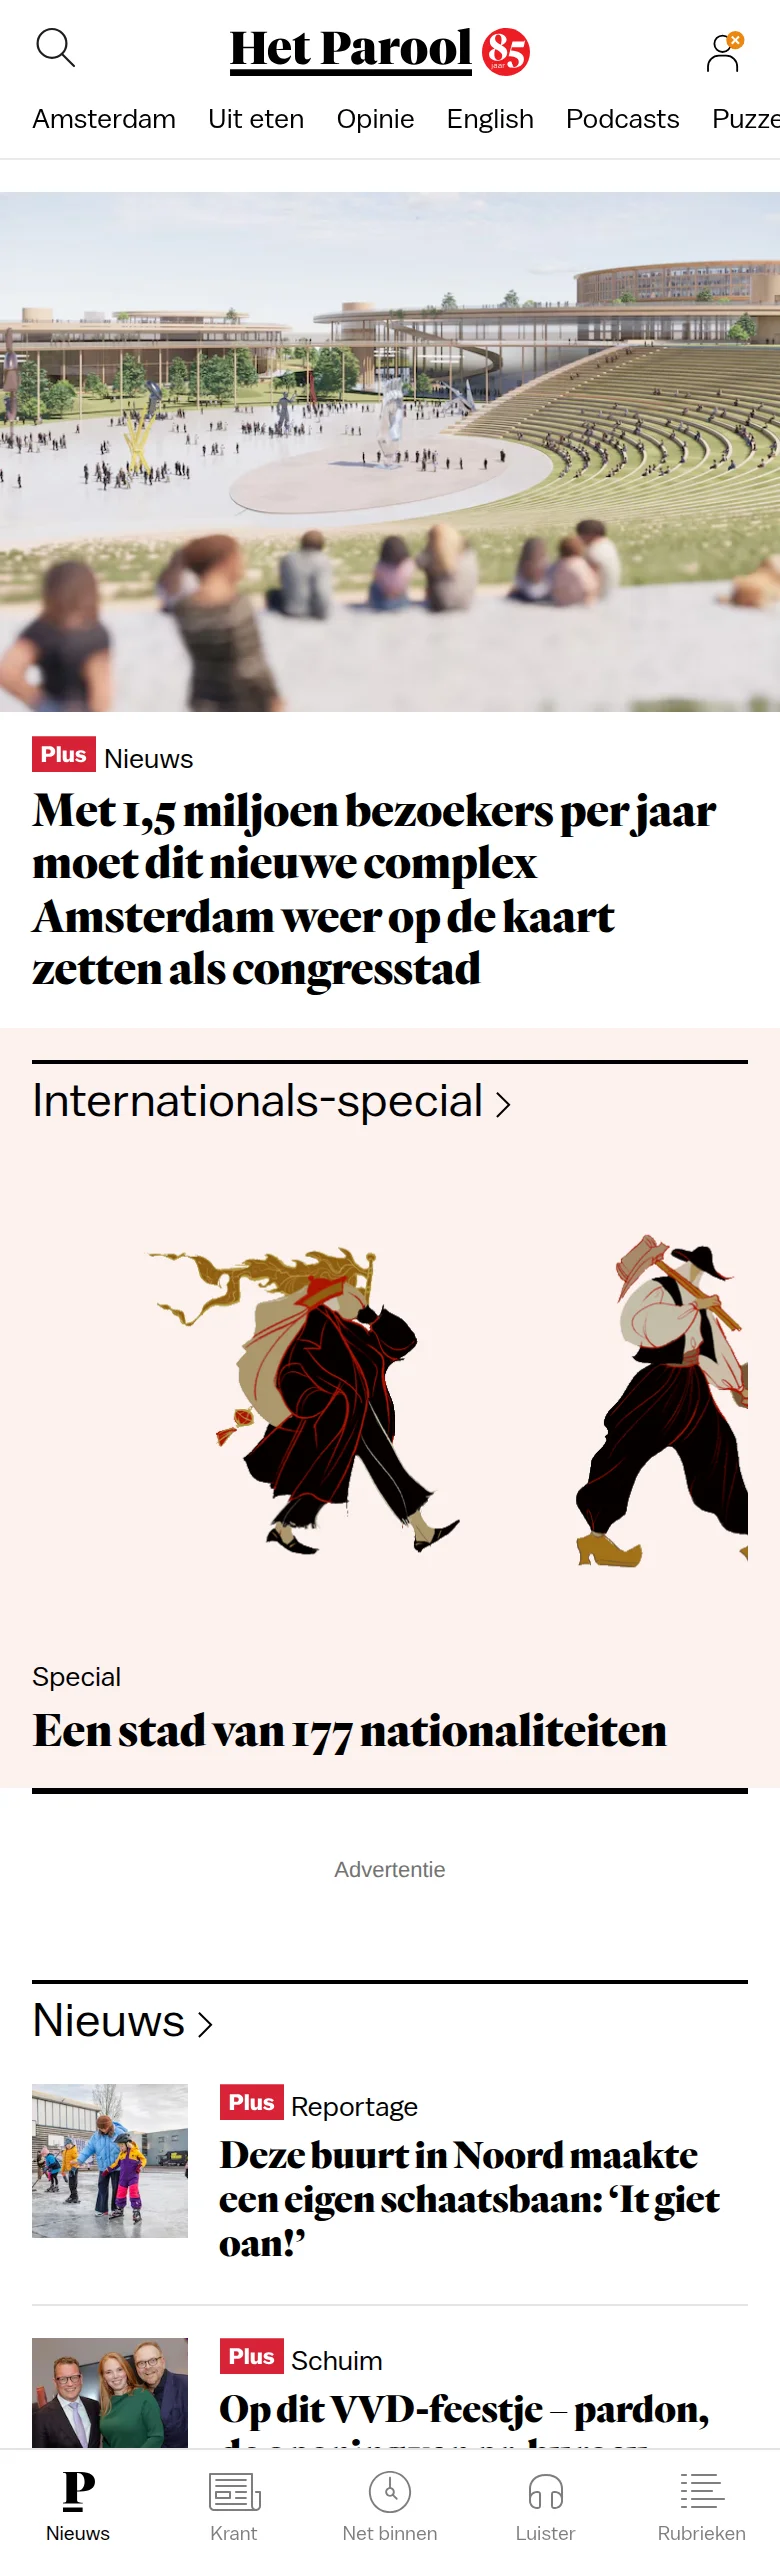 Het Parool 85 jaar
Amsterdam Uit eten Opinie English Podcasts Puzze
Plus Nieuws
Met 1,5 miljoen bezoekers per jaar
moet dit nieuwe complex
Amsterdam weer op de kaart
zetten als congresstad
Internationals-special
Special
Een stad van 177 nationaliteiten
Advertentie
Nieuws
Plus Reportage
Deze buurt in Noord maakte
een eigen schaatsbaan: ‘It giet
oan!’
Plus Schuim
Op dit VVD-feestje – pardon,
P
Nieuws Krant Net binnen Luister Rubrieken